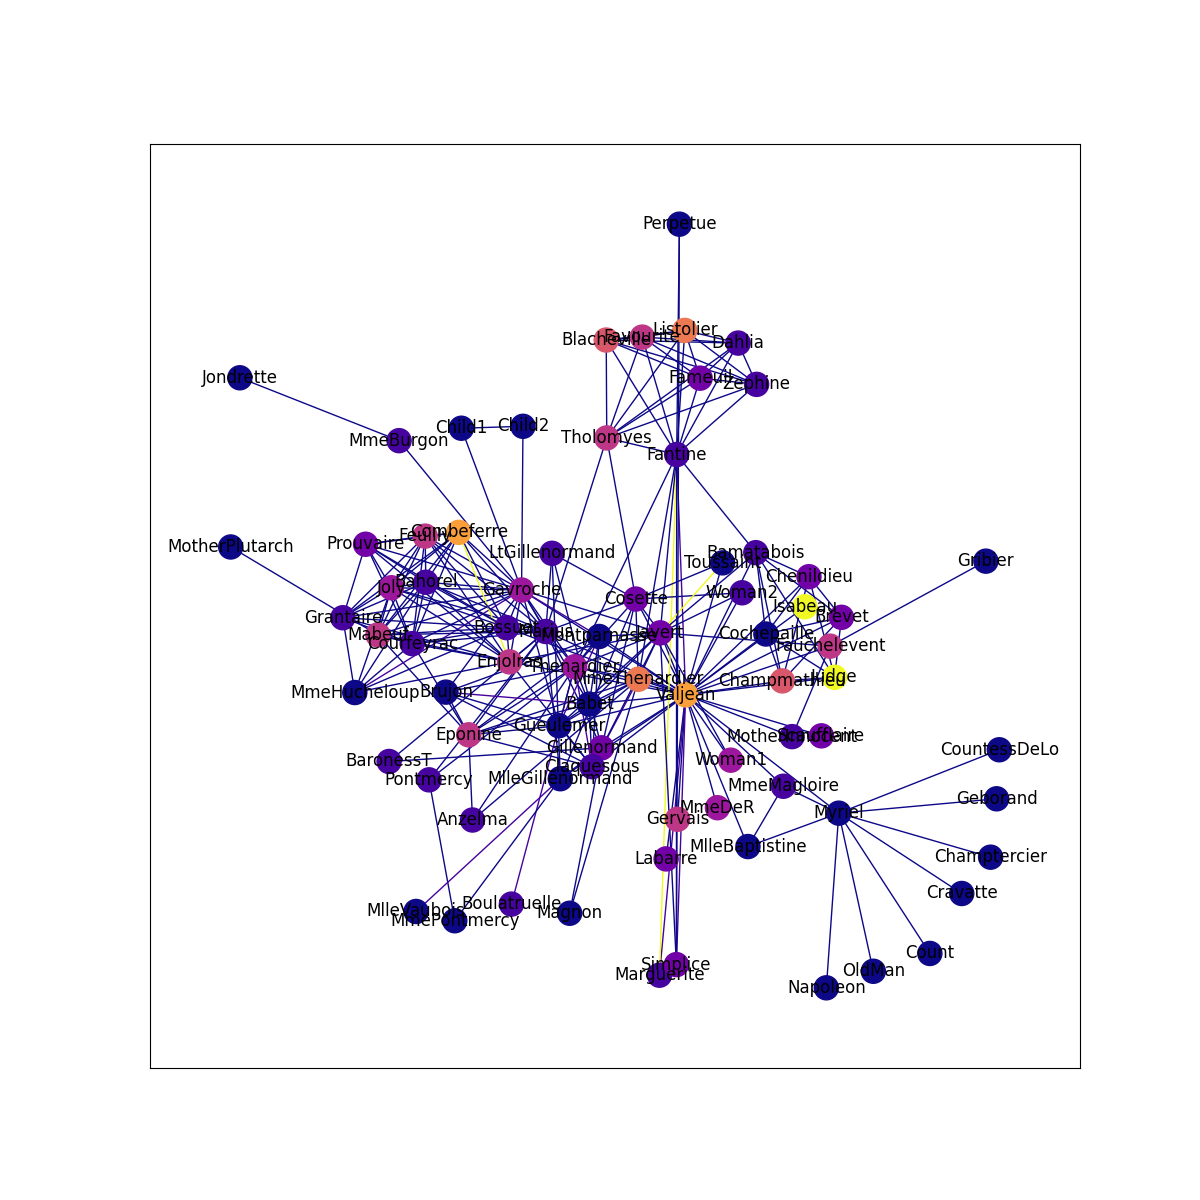 Perpetue
Listolier
Favourite
Blacheville
Dahlia
Jondrette
Fameuil
Zephine
Child1
Child2
MmeBurgon
Tholomyes
Fantine
Combeferre
Feuilly
Prouvaire
MotherPlutarch
LtGillenormand
Bamatabois
Toussaint
Gribier
Chenildieu
Bahorel
Joly
Gavroche
Woman2
Cosette
Isabeau
Grantaire
Brevet
Bossuet
Marius
Mabeuf
Montparnasse
Javert
Cochepaille
Courfeyrac
Fauchelevent
Enjolras
Thenardier
MmeThenardier
Champmathieu
Judge
MmeHucheloup
Brujon
Valjean
Babet
Gueulemer
Eponine
MotherInnocent
Scaufflaire
Gillenormand
CountessDeLo
BaronessT
Woman1
Claquesous
Pontmercy
MlleGillenormand
MmeMagloire
Geborand
MmeDeR
Myriel
Gervais
Anzelma
MlleBaptistine
Labarre
Champtercier
Cravatte
Boulatruelle
MlleVaubois
Magnon
MmePontmercy
Count
Simplice
OldMan
Marguerite
Napoleon